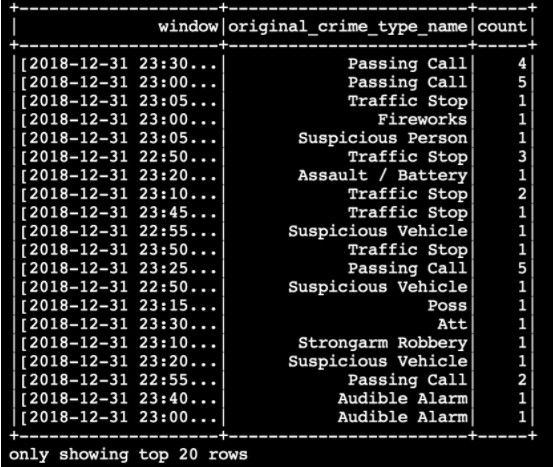 +--------------------+------------------------+-----+
|              window|original_crime_type_name|count|
+--------------------+------------------------+-----+
|[2018-12-31 23:30...|            Passing Call|    4|
|[2018-12-31 23:00...|            Passing Call|    5|
|[2018-12-31 23:05...|            Traffic Stop|    1|
|[2018-12-31 23:00...|               Fireworks|    1|
|[2018-12-31 23:05...|       Suspicious Person|    1|
|[2018-12-31 22:50...|            Traffic Stop|    3|
|[2018-12-31 23:20...|       Assault / Battery|    1|
|[2018-12-31 23:10...|            Traffic Stop|    2|
|[2018-12-31 23:45...|            Traffic Stop|    1|
|[2018-12-31 22:55...|      Suspicious Vehicle|    1|
|[2018-12-31 23:50...|            Traffic Stop|    1|
|[2018-12-31 23:25...|            Passing Call|    5|
|[2018-12-31 22:50...|      Suspicious Vehicle|    1|
|[2018-12-31 23:15...|                    Poss|    1|
|[2018-12-31 23:30...|                     Att|    1|
|[2018-12-31 23:10...|       Strongarm Robbery|    1|
|[2018-12-31 23:20...|      Suspicious Vehicle|    1|
|[2018-12-31 22:55...|            Passing Call|    2|
|[2018-12-31 23:40...|           Audible Alarm|    1|
|[2018-12-31 23:00...|           Audible Alarm|    1|
+--------------------+------------------------+-----+
only showing top 20 rows